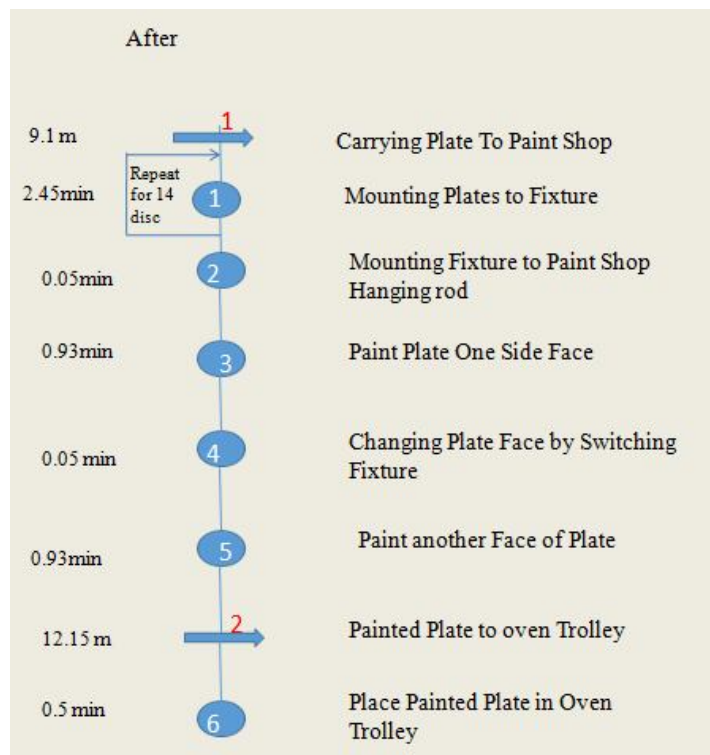 After
9.1 m
1
Carrying Plate To Paint Shop
Repeat
for 14
disc
2.45min
1
Mounting Plates to Fixture
0.05min
2
Mounting Fixture to Paint Shop
Hanging rod
0.93min
3
Paint Plate One Side Face
0.05 min
4
Changing Plate Face by Switching
Fixture
0.93min
5
Paint another Face of Plate
12.15 m
2
Painted Plate to oven Trolley
0.5 min
6
Place Painted Plate in Oven
Trolley